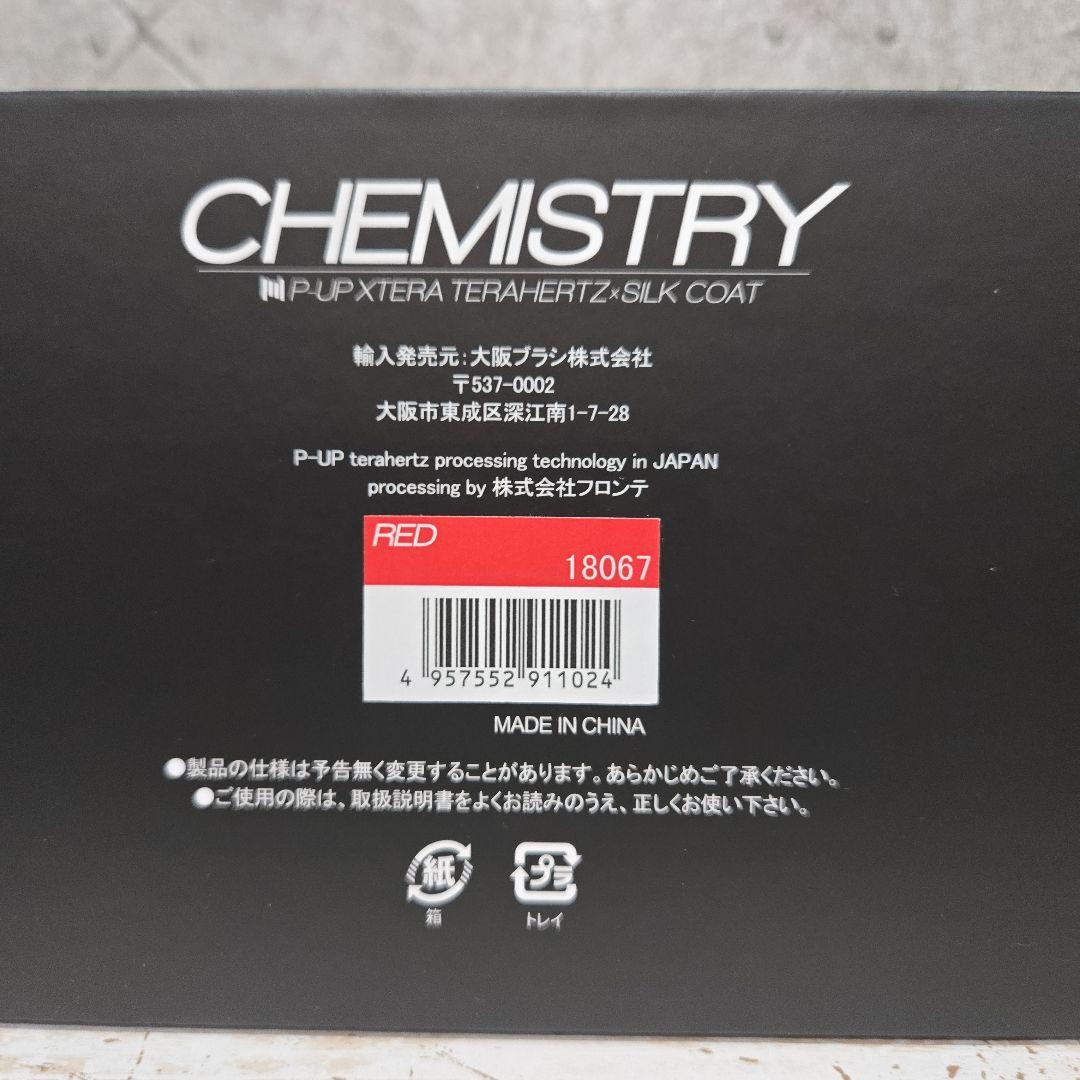 CHEMISTRY
P-UP XTERA TERAHERTZ×SILK COAT
輸入発売元：大阪ブラシ株式会社
〒537-0002
大阪市東成区深江南1-7-28
P-UP terahertz processing technology in JAPAN
processing by 株式会社フロンテ
RED
18067
4 957552 911024
MADE IN CHINA
●製品の仕様は予告無く変更することがあります。あらかじめご了承ください。
●ご使用の際は、取扱説明書をよくお読みのうえ、正しくお使い下さい。
紙 プラ
箱 トレイ